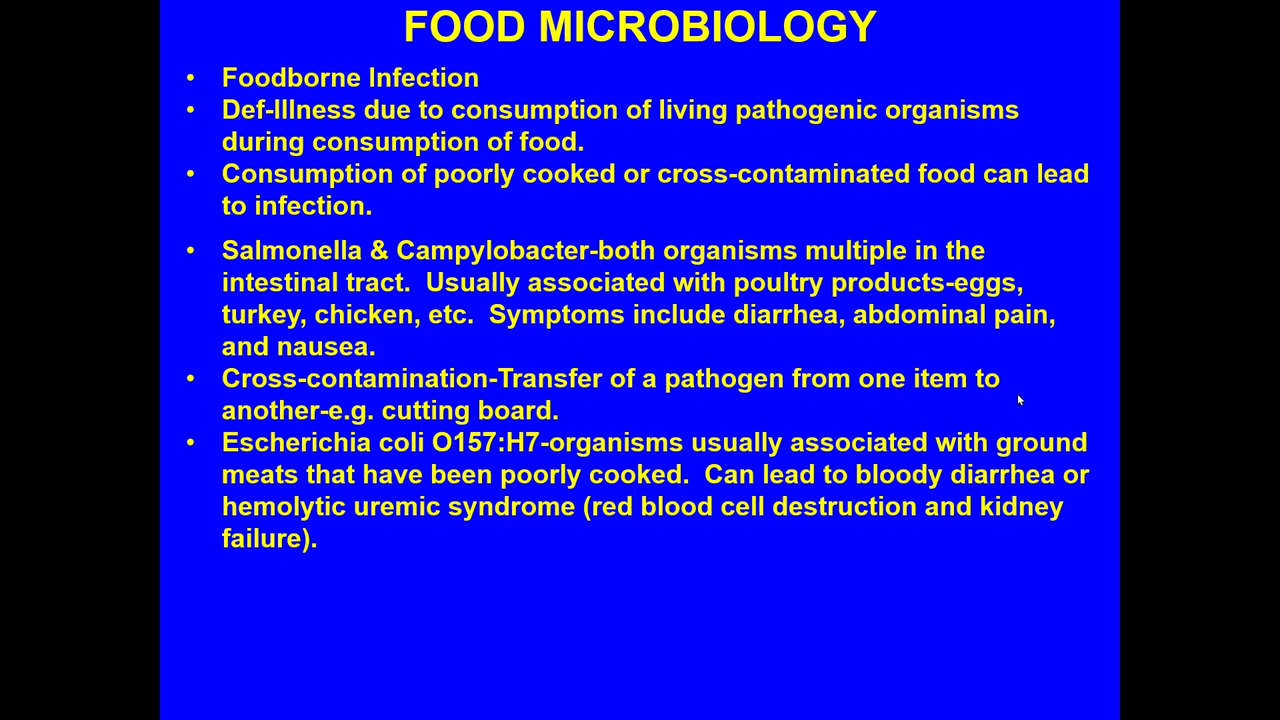 FOOD MICROBIOLOGY
• Foodborne Infection
• Def-Illness due to consumption of living pathogenic organisms
during consumption of food.
• Consumption of poorly cooked or cross-contaminated food can lead
to infection.
• Salmonella & Campylobacter-both organisms multiple in the
intestinal tract.  Usually associated with poultry products-eggs,
turkey, chicken, etc.  Symptoms include diarrhea, abdominal pain,
and nausea.
• Cross-contamination-Transfer of a pathogen from one item to
another-e.g. cutting board.
• Escherichia coli O157:H7-organisms usually associated with ground
meats that have been poorly cooked.  Can lead to bloody diarrhea or
hemolytic uremic syndrome (red blood cell destruction and kidney
failure).